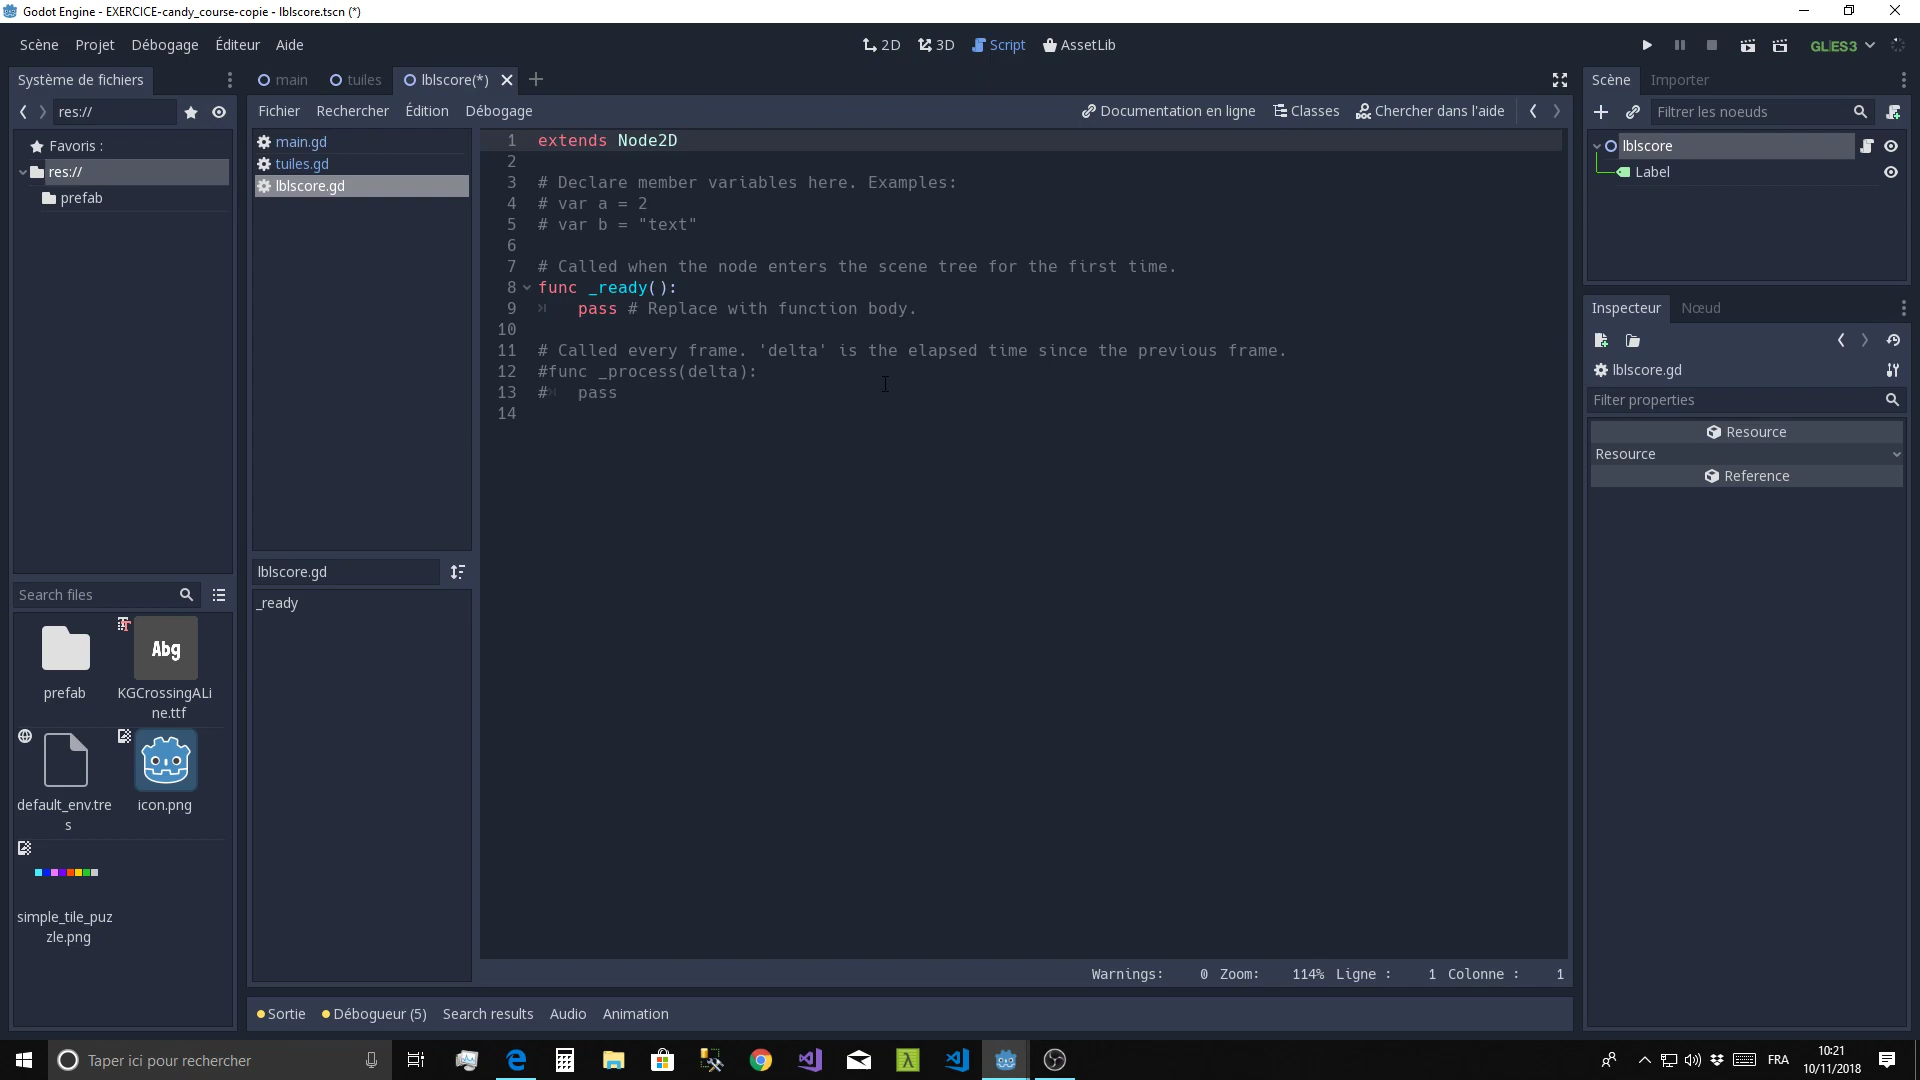 Godot Engine - EXERCICE-candy_course-copie - lblscore.tscn (*)
Scène Projet Débogage Éditeur Aide
2D 3D Script AssetLib
GLES3
Système de fichiers
main tuiles lblscore(*)
Scène Importer
res://
Fichier Rechercher Édition Débogage
Documentation en ligne Classes Chercher dans l'aide
Filtrer les noeuds
Favoris :
res://
prefab
main.gd
tuiles.gd
lblscore.gd
1 extends Node2D
2
3 # Declare member variables here. Examples:
4 # var a = 2
5 # var b = "text"
6
7 # Called when the node enters the scene tree for the first time.
8 func _ready():
9 pass # Replace with function body.
10
11 # Called every frame. 'delta' is the elapsed time since the previous frame.
12 #func _process(delta):
13 # pass
14
lblscore
Label
Inspecteur Nœud
lblscore.gd
Filter properties
Resource
Resource
Reference
lblscore.gd
_ready
Search files
prefab
Abg
KGCrossingALi
ne.ttf
default_env.tre
s
icon.png
simple_tile_puz
zle.png
Warnings: 0 Zoom: 114% Ligne : 1 Colonne : 1
Sortie Débogueur (5) Search results Audio Animation
Taper ici pour rechercher
FRA
10:21
10/11/2018